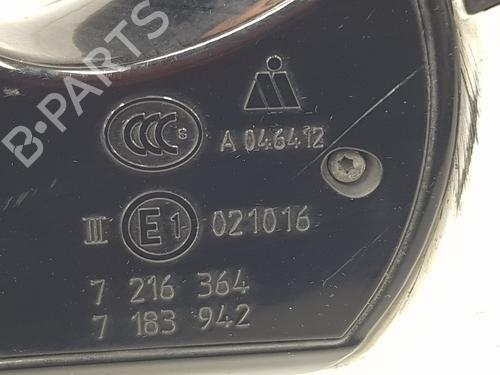 B-PARTS
CCC S A 046412
III E1 021016
7 216 364
7 183 942